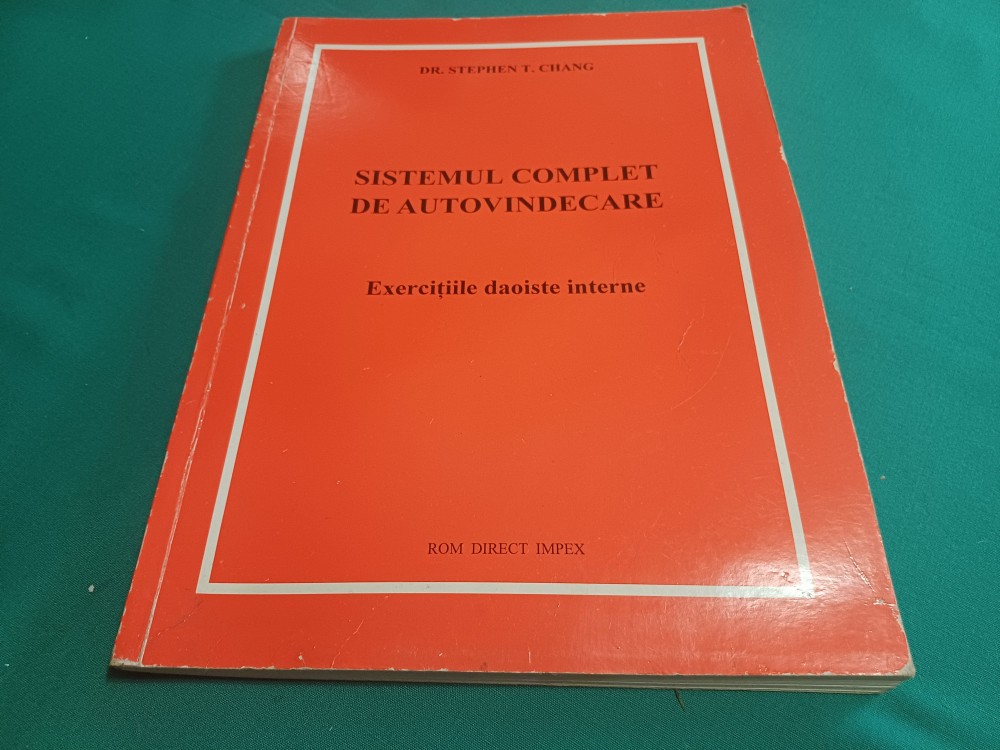 DR. STEPHEN T. CHANG
SISTEMUL COMPLET
DE AUTOVINDECARE
Exercițiile daoiste interne
ROM DIRECT IMPEX